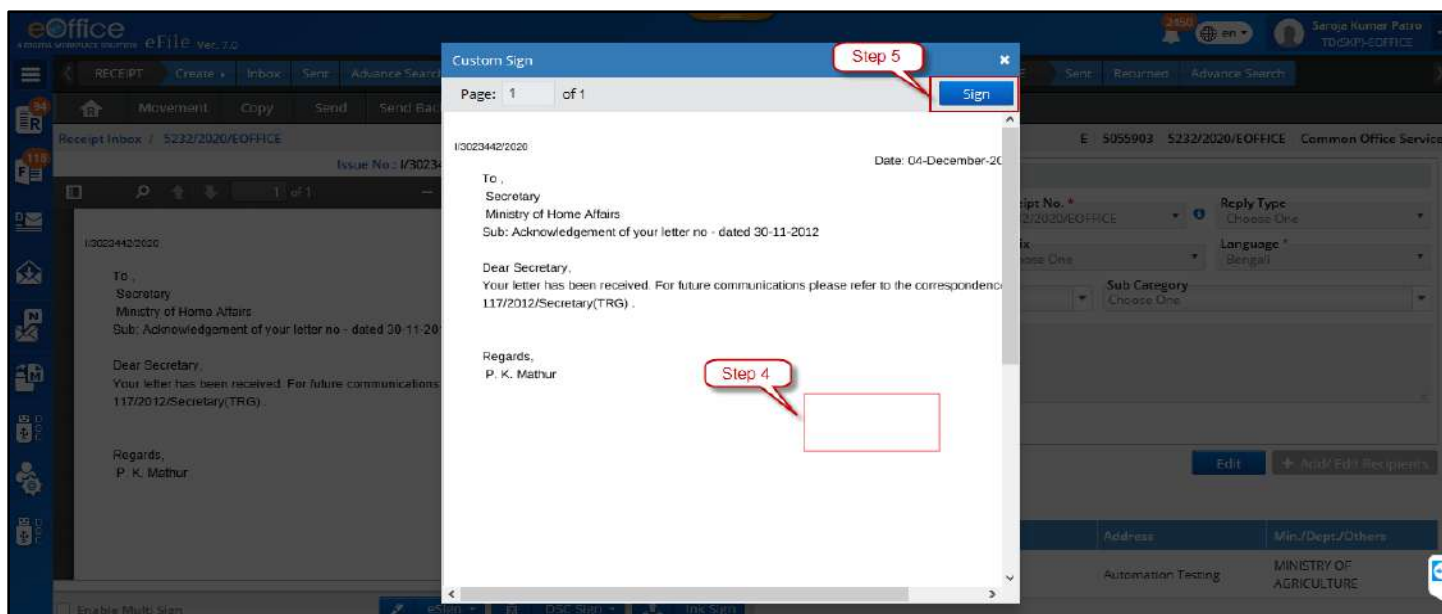 eOffice
eFile Ver. 7.0
2150
en
Saroja Kumar Patro
TD(SKP)-EOFFICE
RECEIPT Create Inbox Sent Advance Search
Sent Returned Advance Search
Movement Copy Send Send Back
Receipt Inbox / 5232/2020/EOFFICE
E 5055903 5232/2020/EOFFICE Common Office Service
Issue No.: I/30234
1 of 1
I/3023442/2020
To ,
Secretary
Ministry of Home Affairs
Sub: Acknowledgement of your letter no - dated 30-11-20
Dear Secretary,
Your letter has been received. For future communications
117/2012/Secretary(TRG) .
Regards,
P. K. Mathur
Enable Multi Sign
eSign
DSC Sign
Ink Sign
Custom Sign
Step 5
Page: 1 of 1
Sign
I/3023442/2020
Date: 04-December-20
To ,
Secretary
Ministry of Home Affairs
Sub: Acknowledgement of your letter no - dated 30-11-2012
Dear Secretary,
Your letter has been received. For future communications please refer to the correspondence
117/2012/Secretary(TRG) .
Regards,
P. K. Mathur
Step 4
Reply Type
Choose One
Language *
Bengali
Sub Category
Choose One
Edit
+ Add/ Edit Recipients
Address Min./Dept./Others
Automation Testing
MINISTRY OF
AGRICULTURE